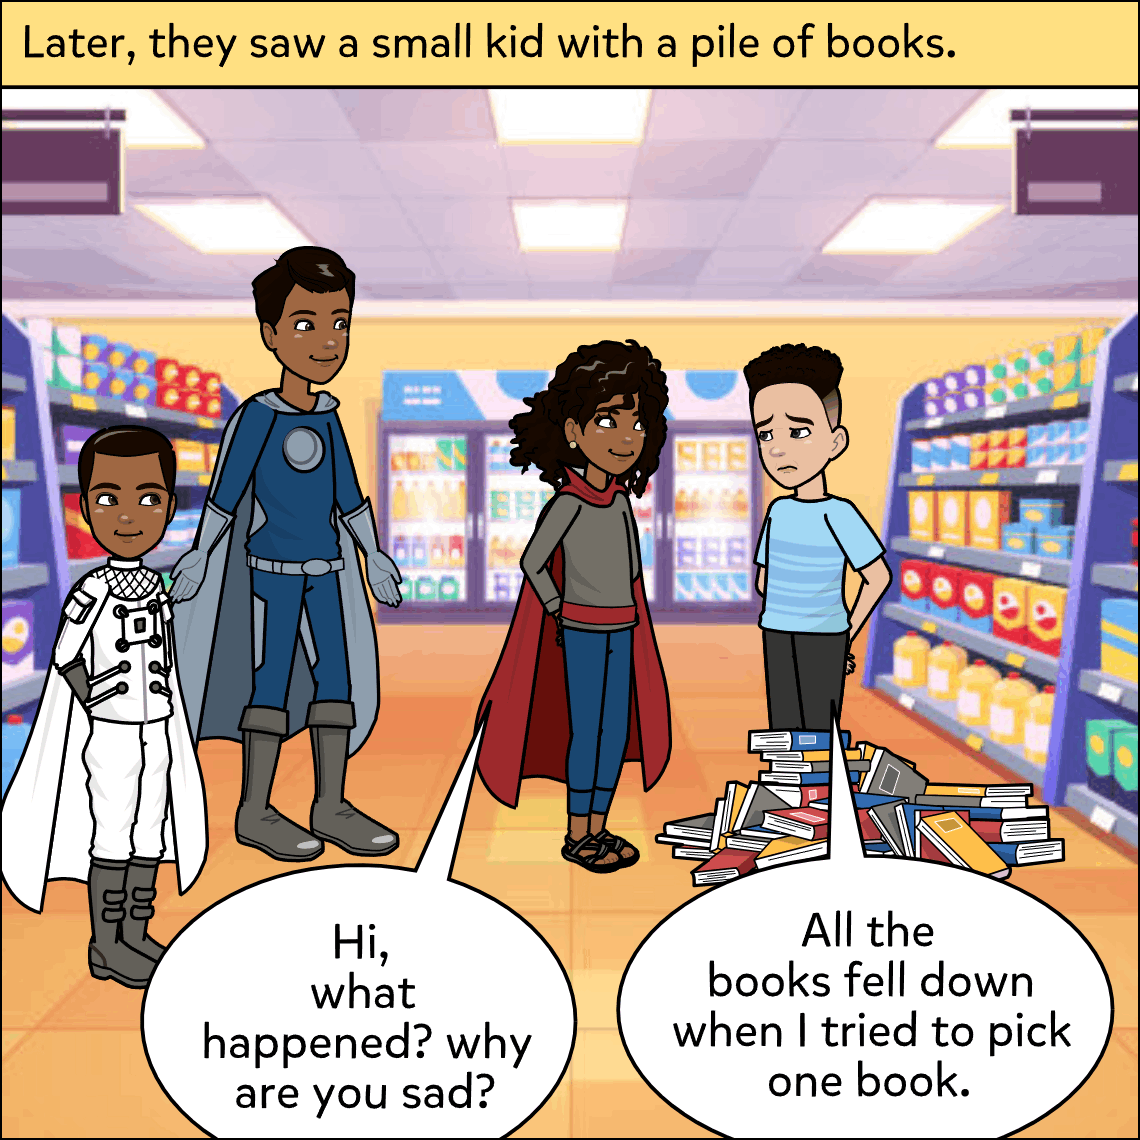 Later, they saw a small kid with a pile of books.
Hi,
what
happened? why
are you sad?
All the
books fell down
when I tried to pick
one book.